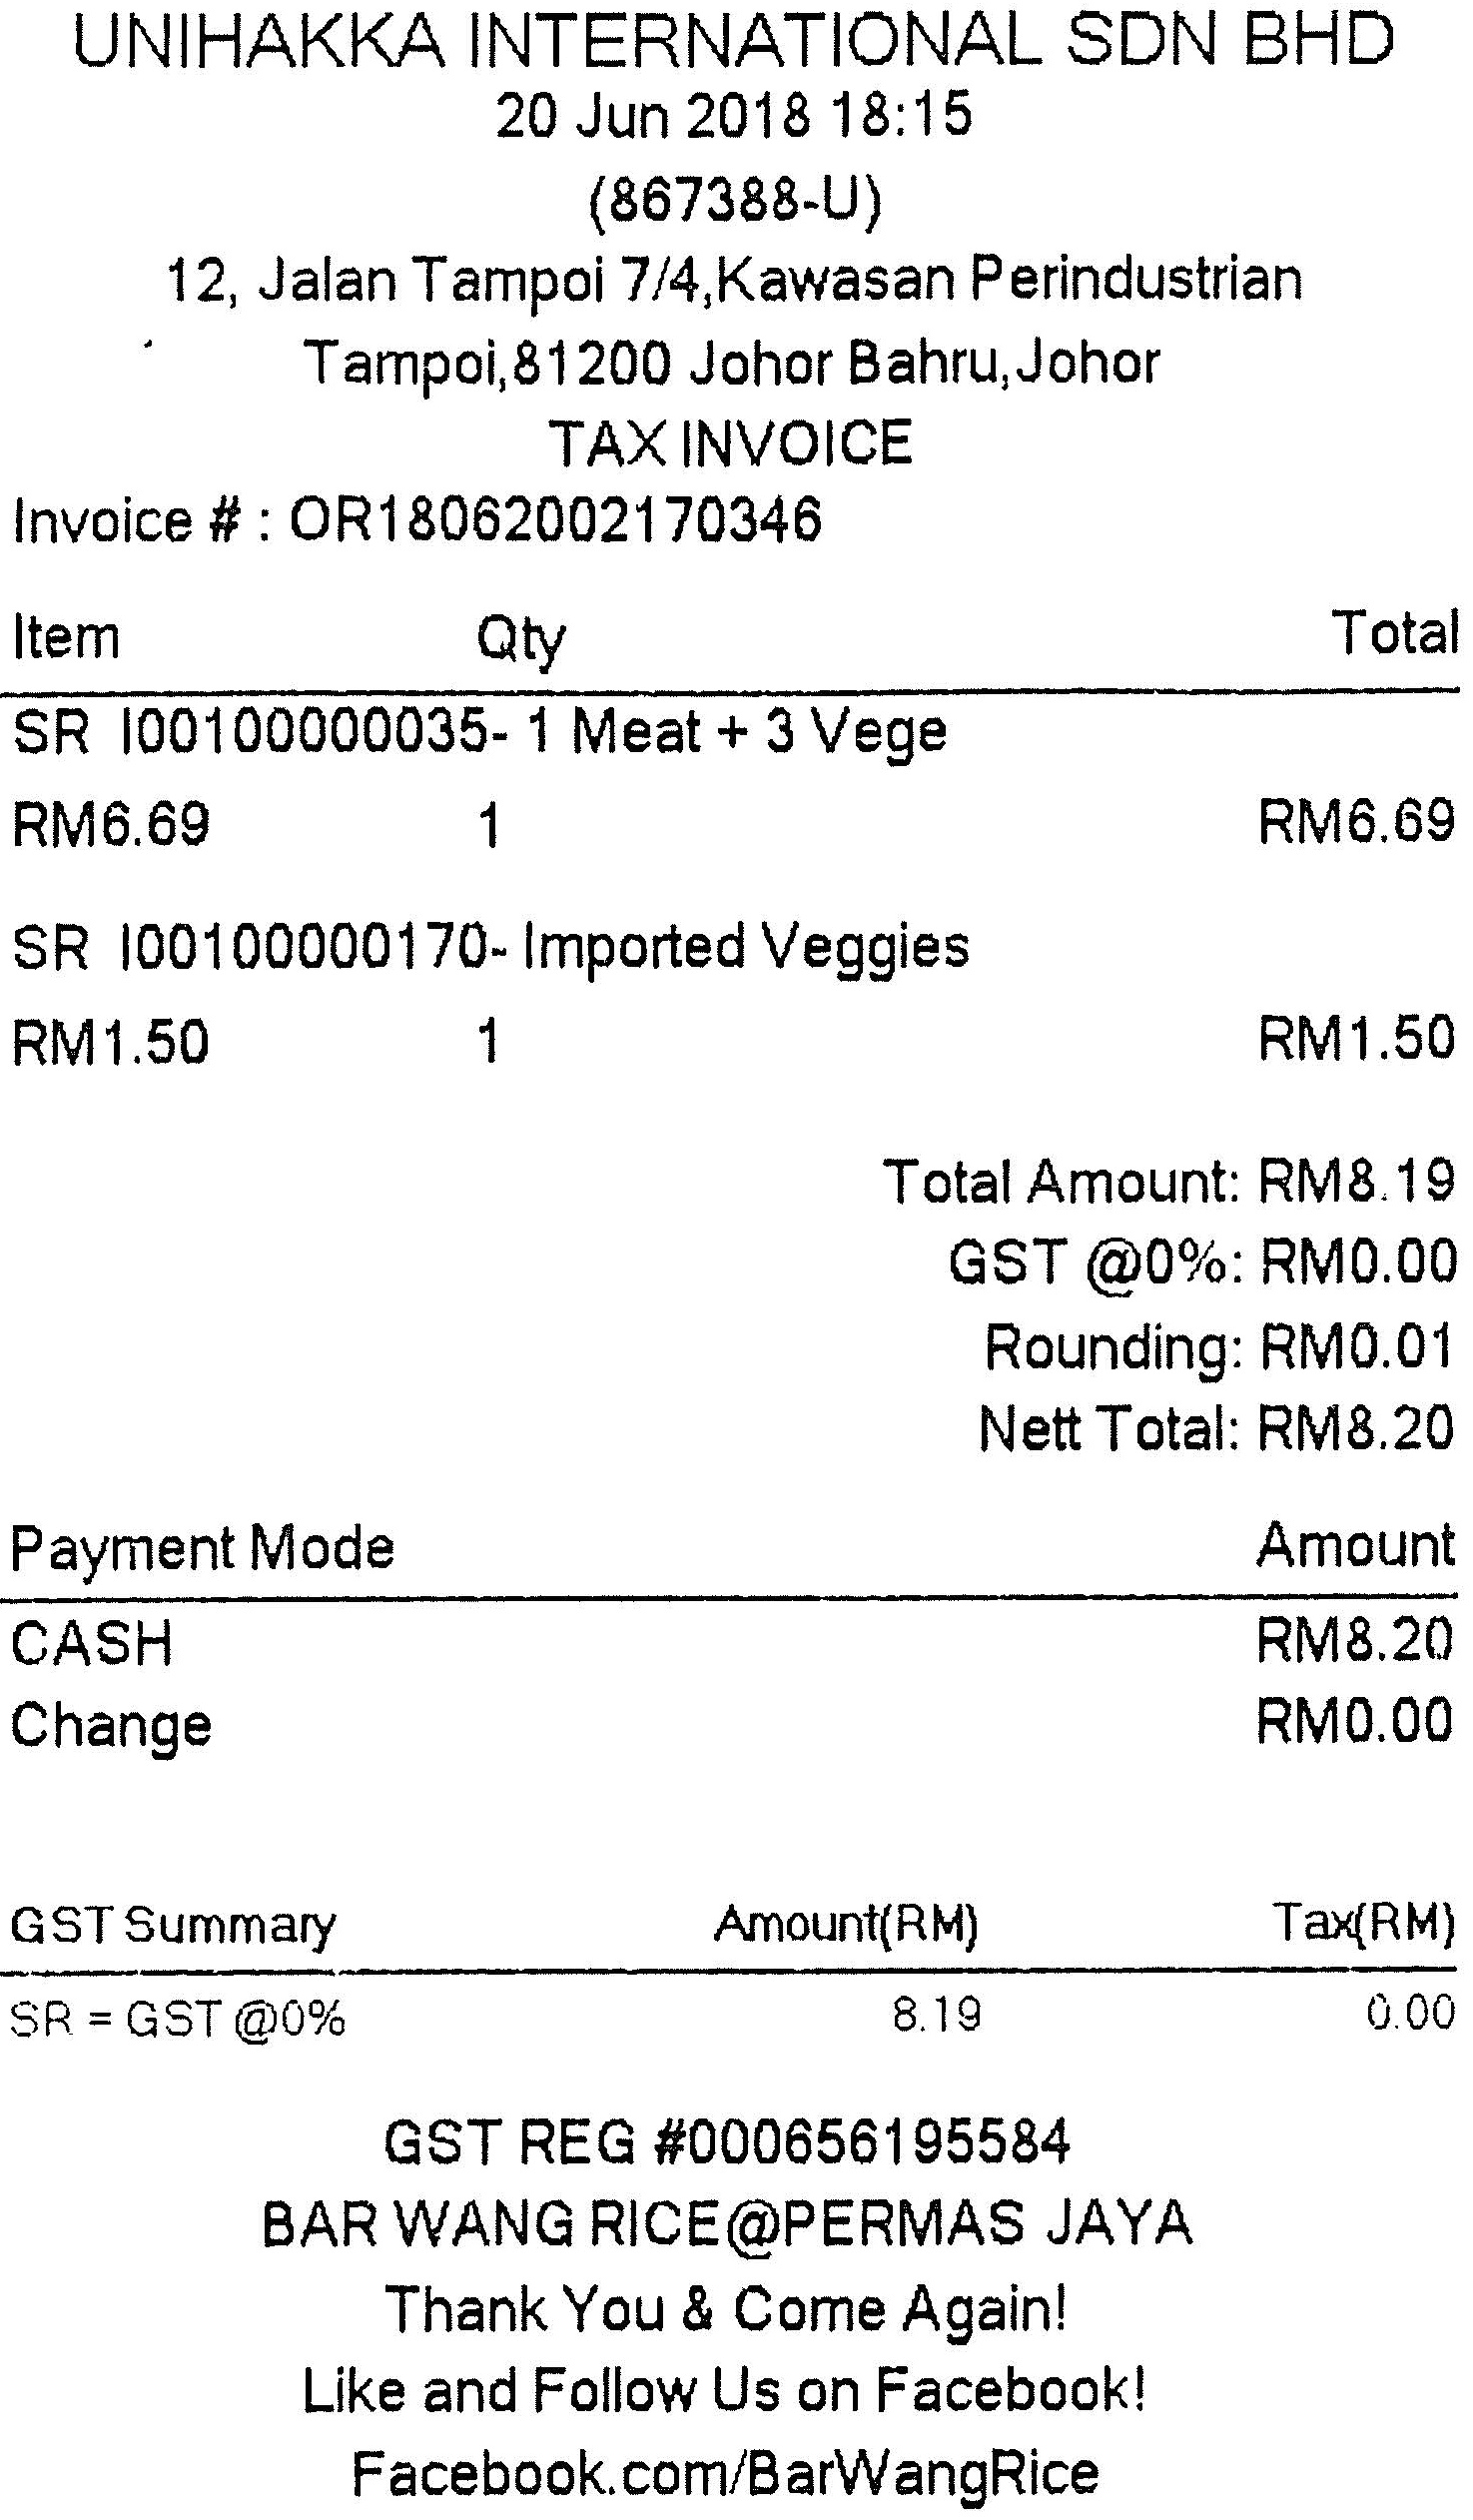 UNIHAKKA INTERNATIONAL SDN BHD
20 Jun 2018 18:15
(867388-U)
12, Jalan Tampoi 7/4,Kawasan Perindustrian
Tampoi,81200 Johor Bahru,Johor
TAX INVOICE
Invoice # : OR18062002170346
Item Qty Total
SR I00100000035- 1 Meat + 3 Vege
RM6.69 1 RM6.69
SR I00100000170- Imported Veggies
RM1.50 1 RM1.50
Total Amount: RM8.19
GST @0%: RM0.00
Rounding: RM0.01
Nett Total: RM8.20
Payment Mode Amount
CASH RM8.20
Change RM0.00
GST Summary Amount(RM) Tax(RM)
SR = GST @0% 8.19 0.00
GST REG #000656195584
BAR WANG RICE@PERMAS JAYA
Thank You & Come Again!
Like and Follow Us on Facebook!
Facebook.com/BarWangRice